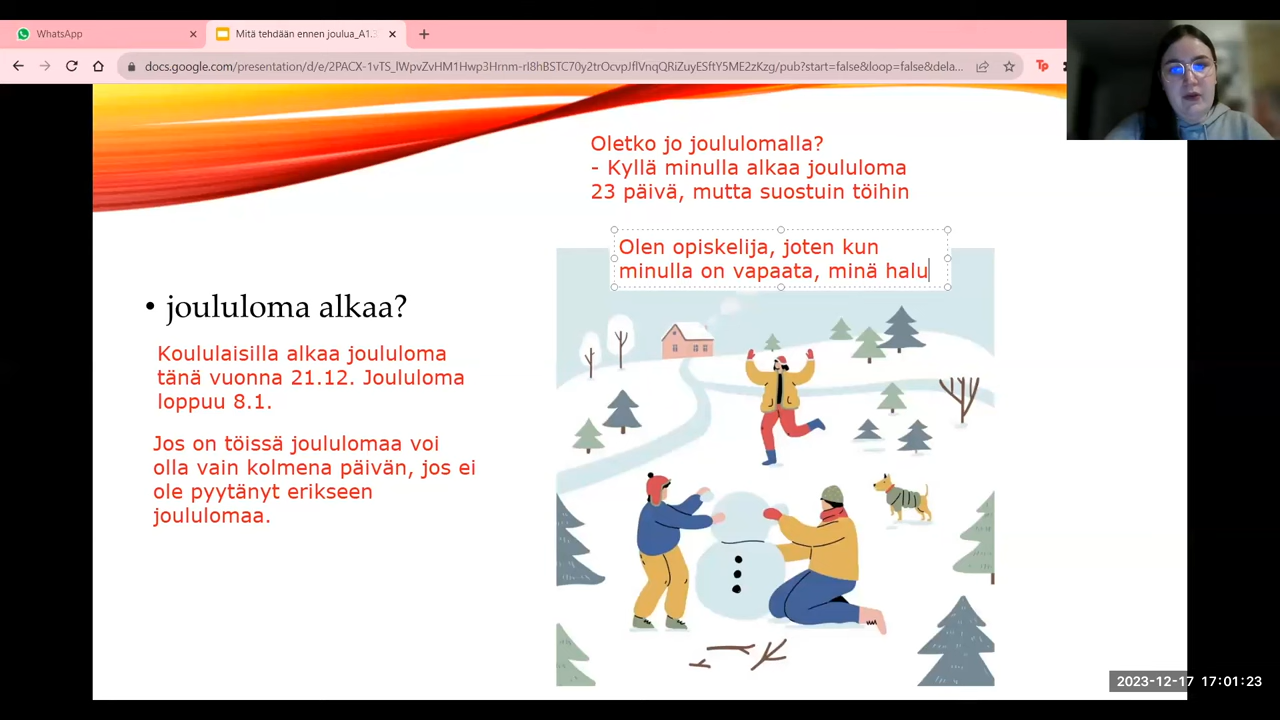 WhatsApp
Mitä tehdään ennen joulua_A1.
docs.google.com/presentation/d/e/2PACX-1vTS_lWpvZvHM1Hwp3Hrnm-rI8hBSTC70y2trOcvpJflVnqQRiZuyESftY5ME2zKzg/pub?start=false&loop=false&dela...
Tp
Oletko jo joululomalla?
- Kyllä minulla alkaa joululoma
23 päivä, mutta suostuin töihin
Olen opiskelija, joten kun
minulla on vapaata, minä halu
• joululoma alkaa?
Koululaisilla alkaa joululoma
tänä vuonna 21.12. Joululoma
loppuu 8.1.
Jos on töissä joululomaa voi
olla vain kolmena päivän, jos ei
ole pyytänyt erikseen
joululomaa.
2023-12-17 17:01:23